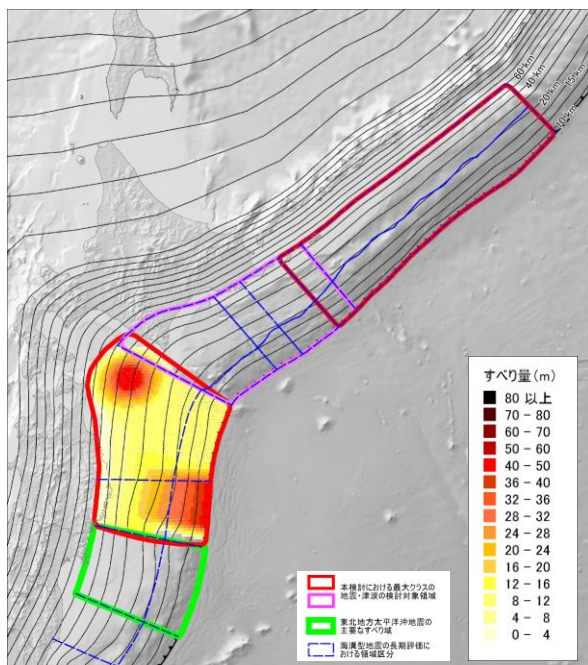 60 km
40 km
20 km
15 km
10 km
すべり量(m)
80 以上
70 - 80
60 - 70
50 - 60
40 - 50
36 - 40
32 - 36
28 - 32
24 - 28
20 - 24
16 - 20
12 - 16
8 - 12
4 - 8
0 - 4
本検討における最大クラスの
地震・津波の検討対象領域
東北地方太平洋沖地震の
主要なすべり域
海溝型地震の長期評価に
おける領域区分